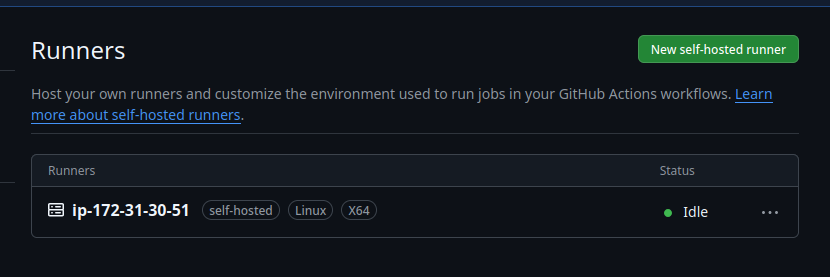 Runners
New self-hosted runner
Host your own runners and customize the environment used to run jobs in your GitHub Actions workflows. Learn
more about self-hosted runners.
Runners Status
ip-172-31-30-51 self-hosted Linux X64 Idle